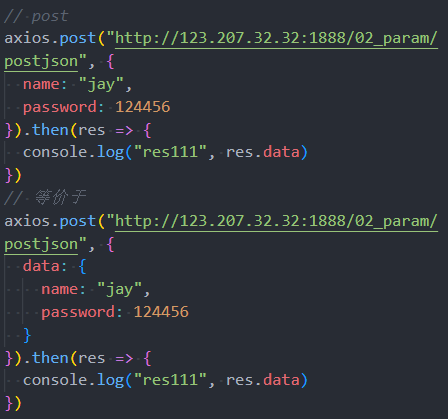 // post
axios.post("http://123.207.32.32:1888/02_param/
postjson", {
  name: "jay",
  password: 124456
}).then(res => {
  console.log("res111", res.data)
})
// 等价于
axios.post("http://123.207.32.32:1888/02_param/
postjson", {
  data: {
    name: "jay",
    password: 124456
  }
}).then(res => {
  console.log("res111", res.data)
})